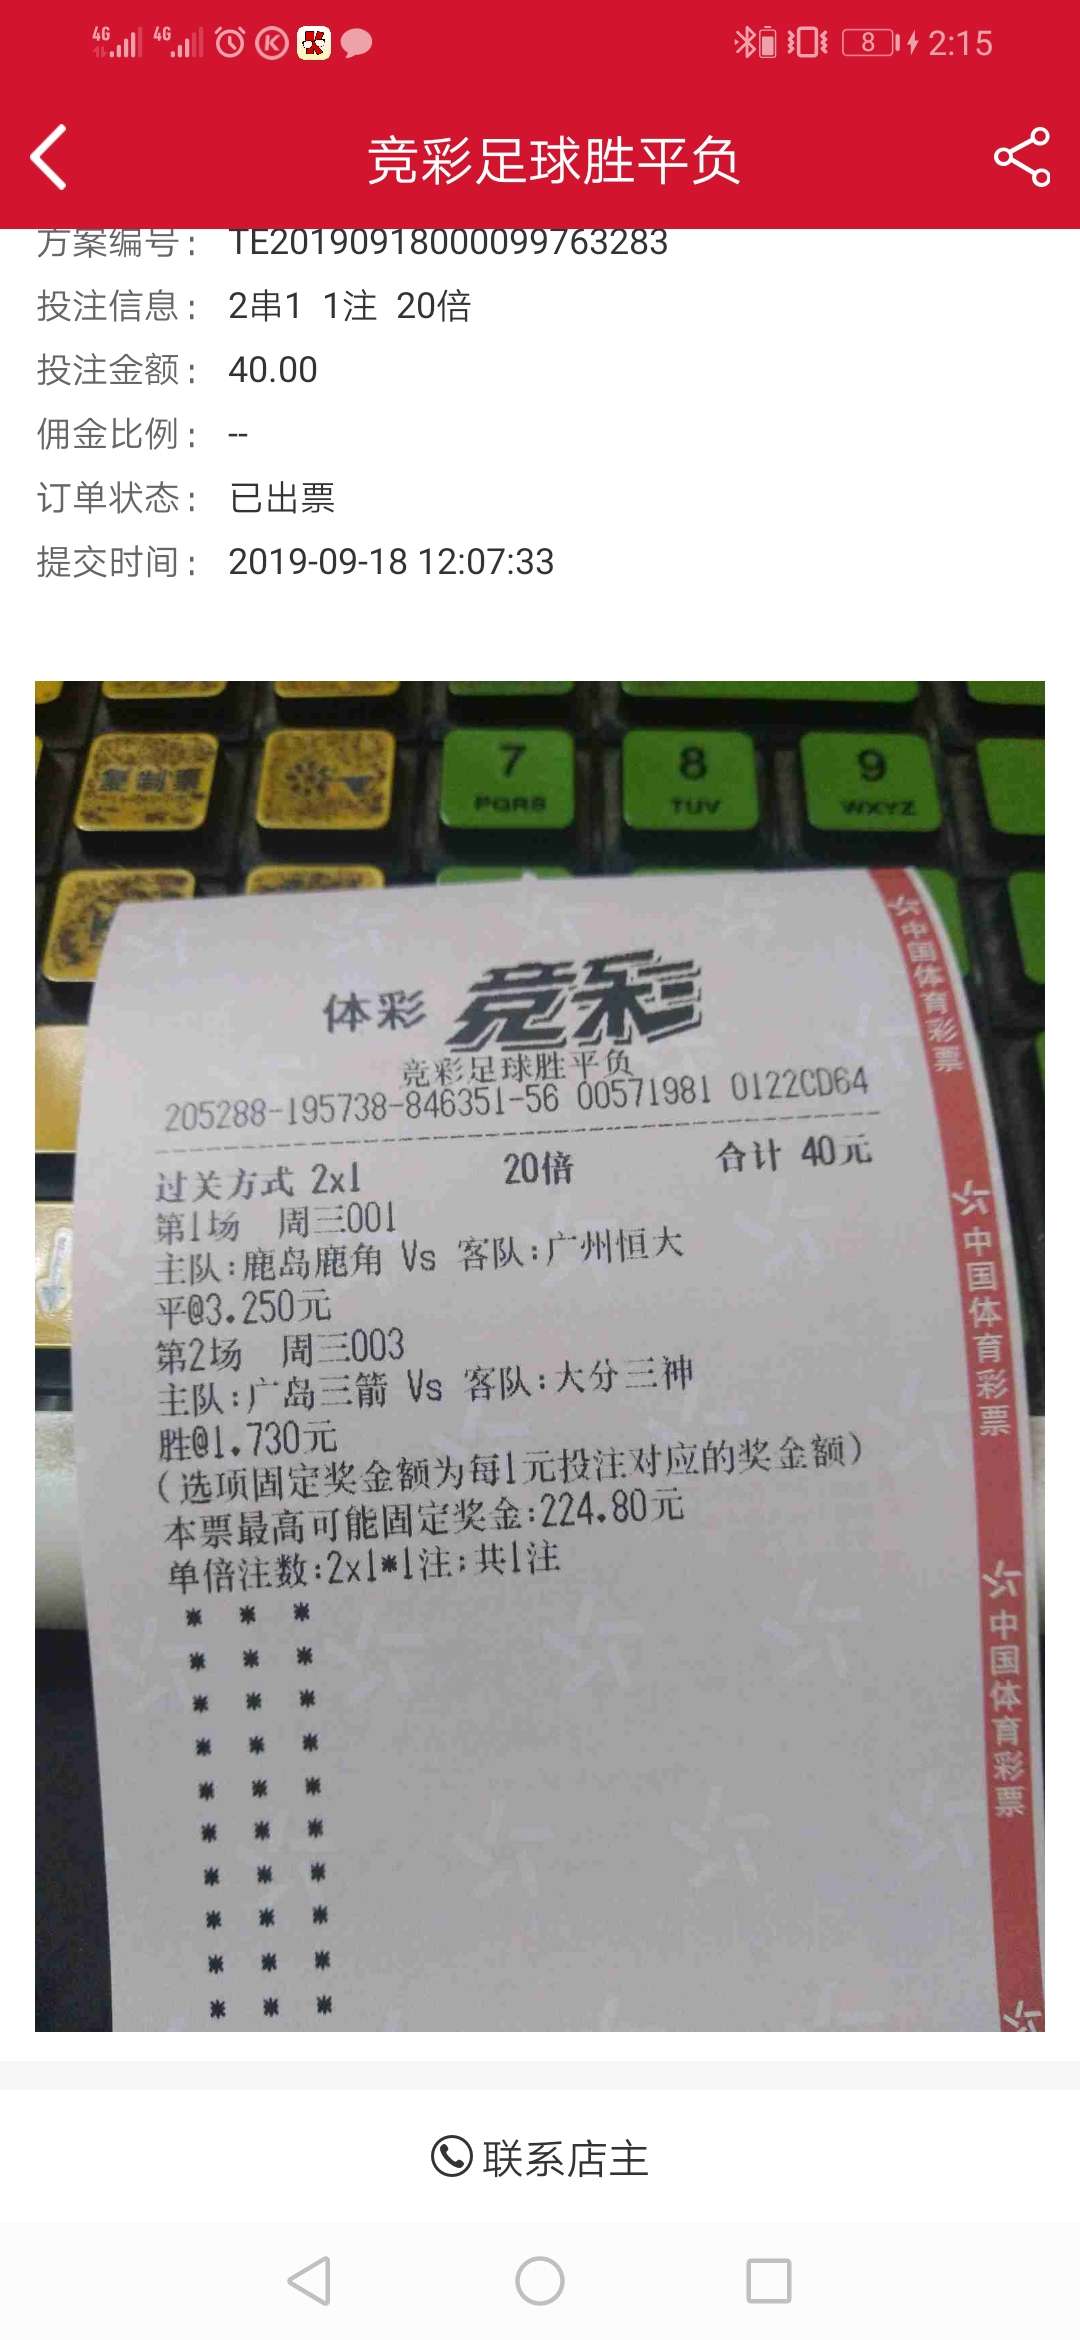 4G 4G 8 2:15
竞彩足球胜平负
方案编号: TE20190918000099763283
投注信息: 2串1 1注 20倍
投注金额: 40.00
佣金比例: --
订单状态: 已出票
提交时间: 2019-09-18 12:07:33
复制票
7 8 9
PQRS TUV WXYZ
体彩 竞彩
竞彩足球胜平负
205288-195738-846351-56 00571981 0122CD64
过关方式 2x1 20倍 合计 40元
第1场 周三001
主队:鹿岛鹿角 Vs 客队:广州恒大
平@3.250元
第2场 周三003
主队:广岛三箭 Vs 客队:大分三神
胜@1.730元
(选项固定奖金额为每1元投注对应的奖金额)
本票最高可能固定奖金:224.80元
单倍注数:2x1*1注;共1注
* * *
* * *
* * *
* * *
* * *
* * *
* * *
* * *
* * *
* * *
中国体育彩票
中国体育彩票
中国体育彩票
联系店主